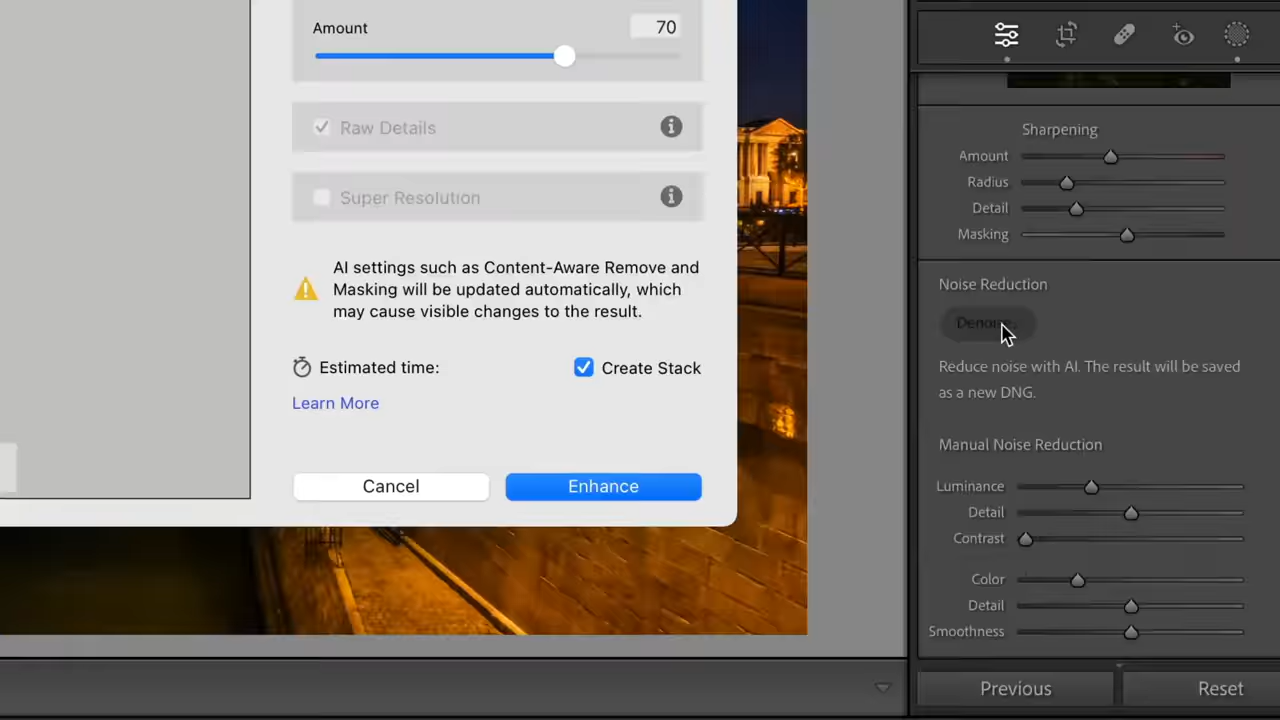 Amount
70
Raw Details
Super Resolution
AI settings such as Content-Aware Remove and
Masking will be updated automatically, which
may cause visible changes to the result.
Estimated time:
Create Stack
Learn More
Cancel
Enhance
Sharpening
Amount
Radius
Detail
Masking
Noise Reduction
Denoise...
Reduce noise with AI. The result will be saved
as a new DNG.
Manual Noise Reduction
Luminance
Detail
Contrast
Color
Detail
Smoothness
Previous
Reset